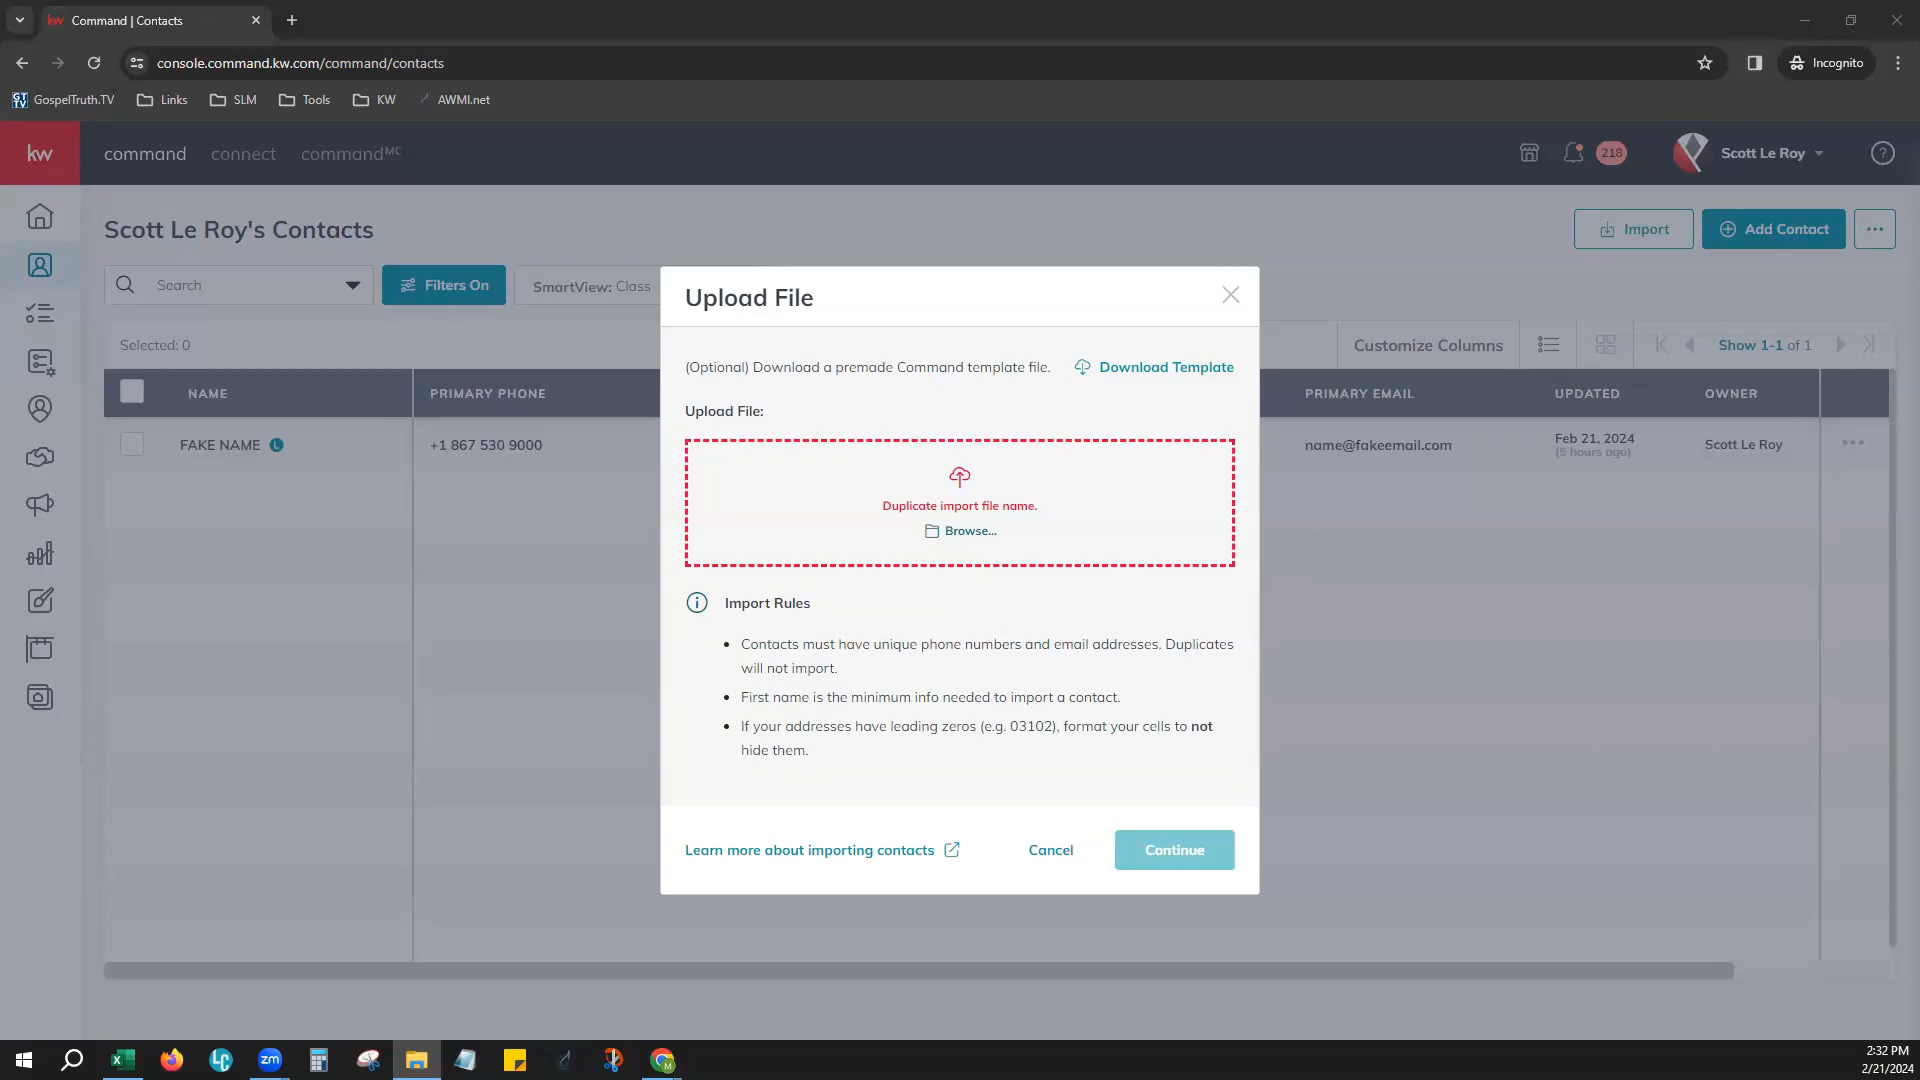 kw
Command | Contacts
console.command.kw.com/command/contacts
Incognito
GT
TV
GospelTruth.TV
Links
SLM
Tools
KW
AWMI.net
kw
command
connect
commandMC
218
Scott Le Roy
?
Scott Le Roy's Contacts
Import
Add Contact
Search
Filters On
SmartView: Class
Selected: 0
Customize Columns
Show 1-1 of 1
NAME
PRIMARY PHONE
PRIMARY EMAIL
UPDATED
OWNER
FAKE NAME
L
+1 867 530 9000
name@fakeemail.com
Feb 21, 2024
(5 hours ago)
Scott Le Roy
Upload File
(Optional) Download a premade Command template file.
Download Template
Upload File:
Duplicate import file name.
Browse...
Import Rules
• Contacts must have unique phone numbers and email addresses. Duplicates
will not import.
• First name is the minimum info needed to import a contact.
• If your addresses have leading zeros (e.g. 03102), format your cells to not
hide them.
Learn more about importing contacts
Cancel
Continue
LC
zm
M
2:32 PM
2/21/2024